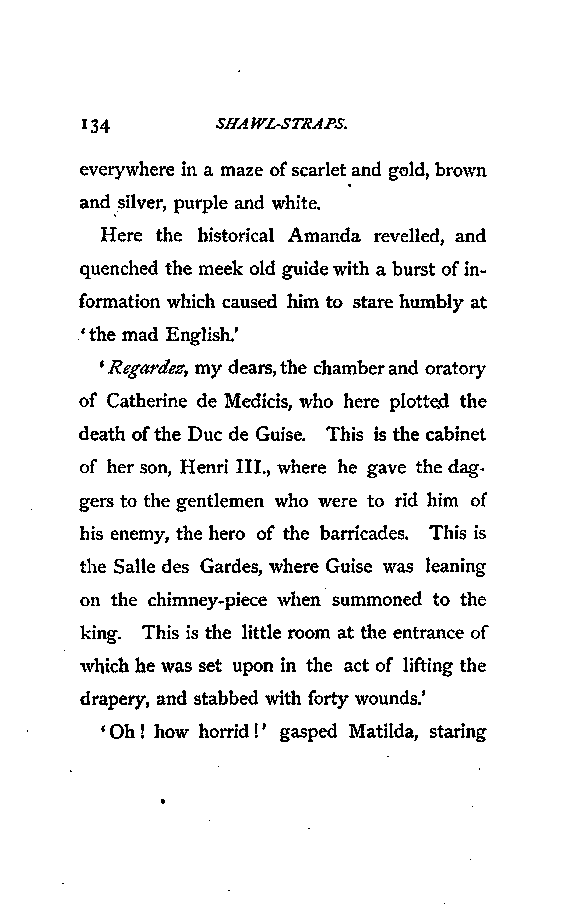 134 SHAWL-STRAPS.
everywhere in a maze of scarlet and gold, brown
and silver, purple and white.
Here the historical Amanda revelled, and
quenched the meek old guide with a burst of in-
formation which caused him to stare humbly at
'the mad English.'
'Regardez, my dears, the chamber and oratory
of Catherine de Medicis, who here plotted the
death of the Duc de Guise. This is the cabinet
of her son, Henri III., where he gave the dag-
gers to the gentlemen who were to rid him of
his enemy, the hero of the barricades. This is
the Salle des Gardes, where Guise was leaning
on the chimney-piece when summoned to the
king. This is the little room at the entrance of
which he was set upon in the act of lifting the
drapery, and stabbed with forty wounds.'
'Oh! how horrid!' gasped Matilda, staring